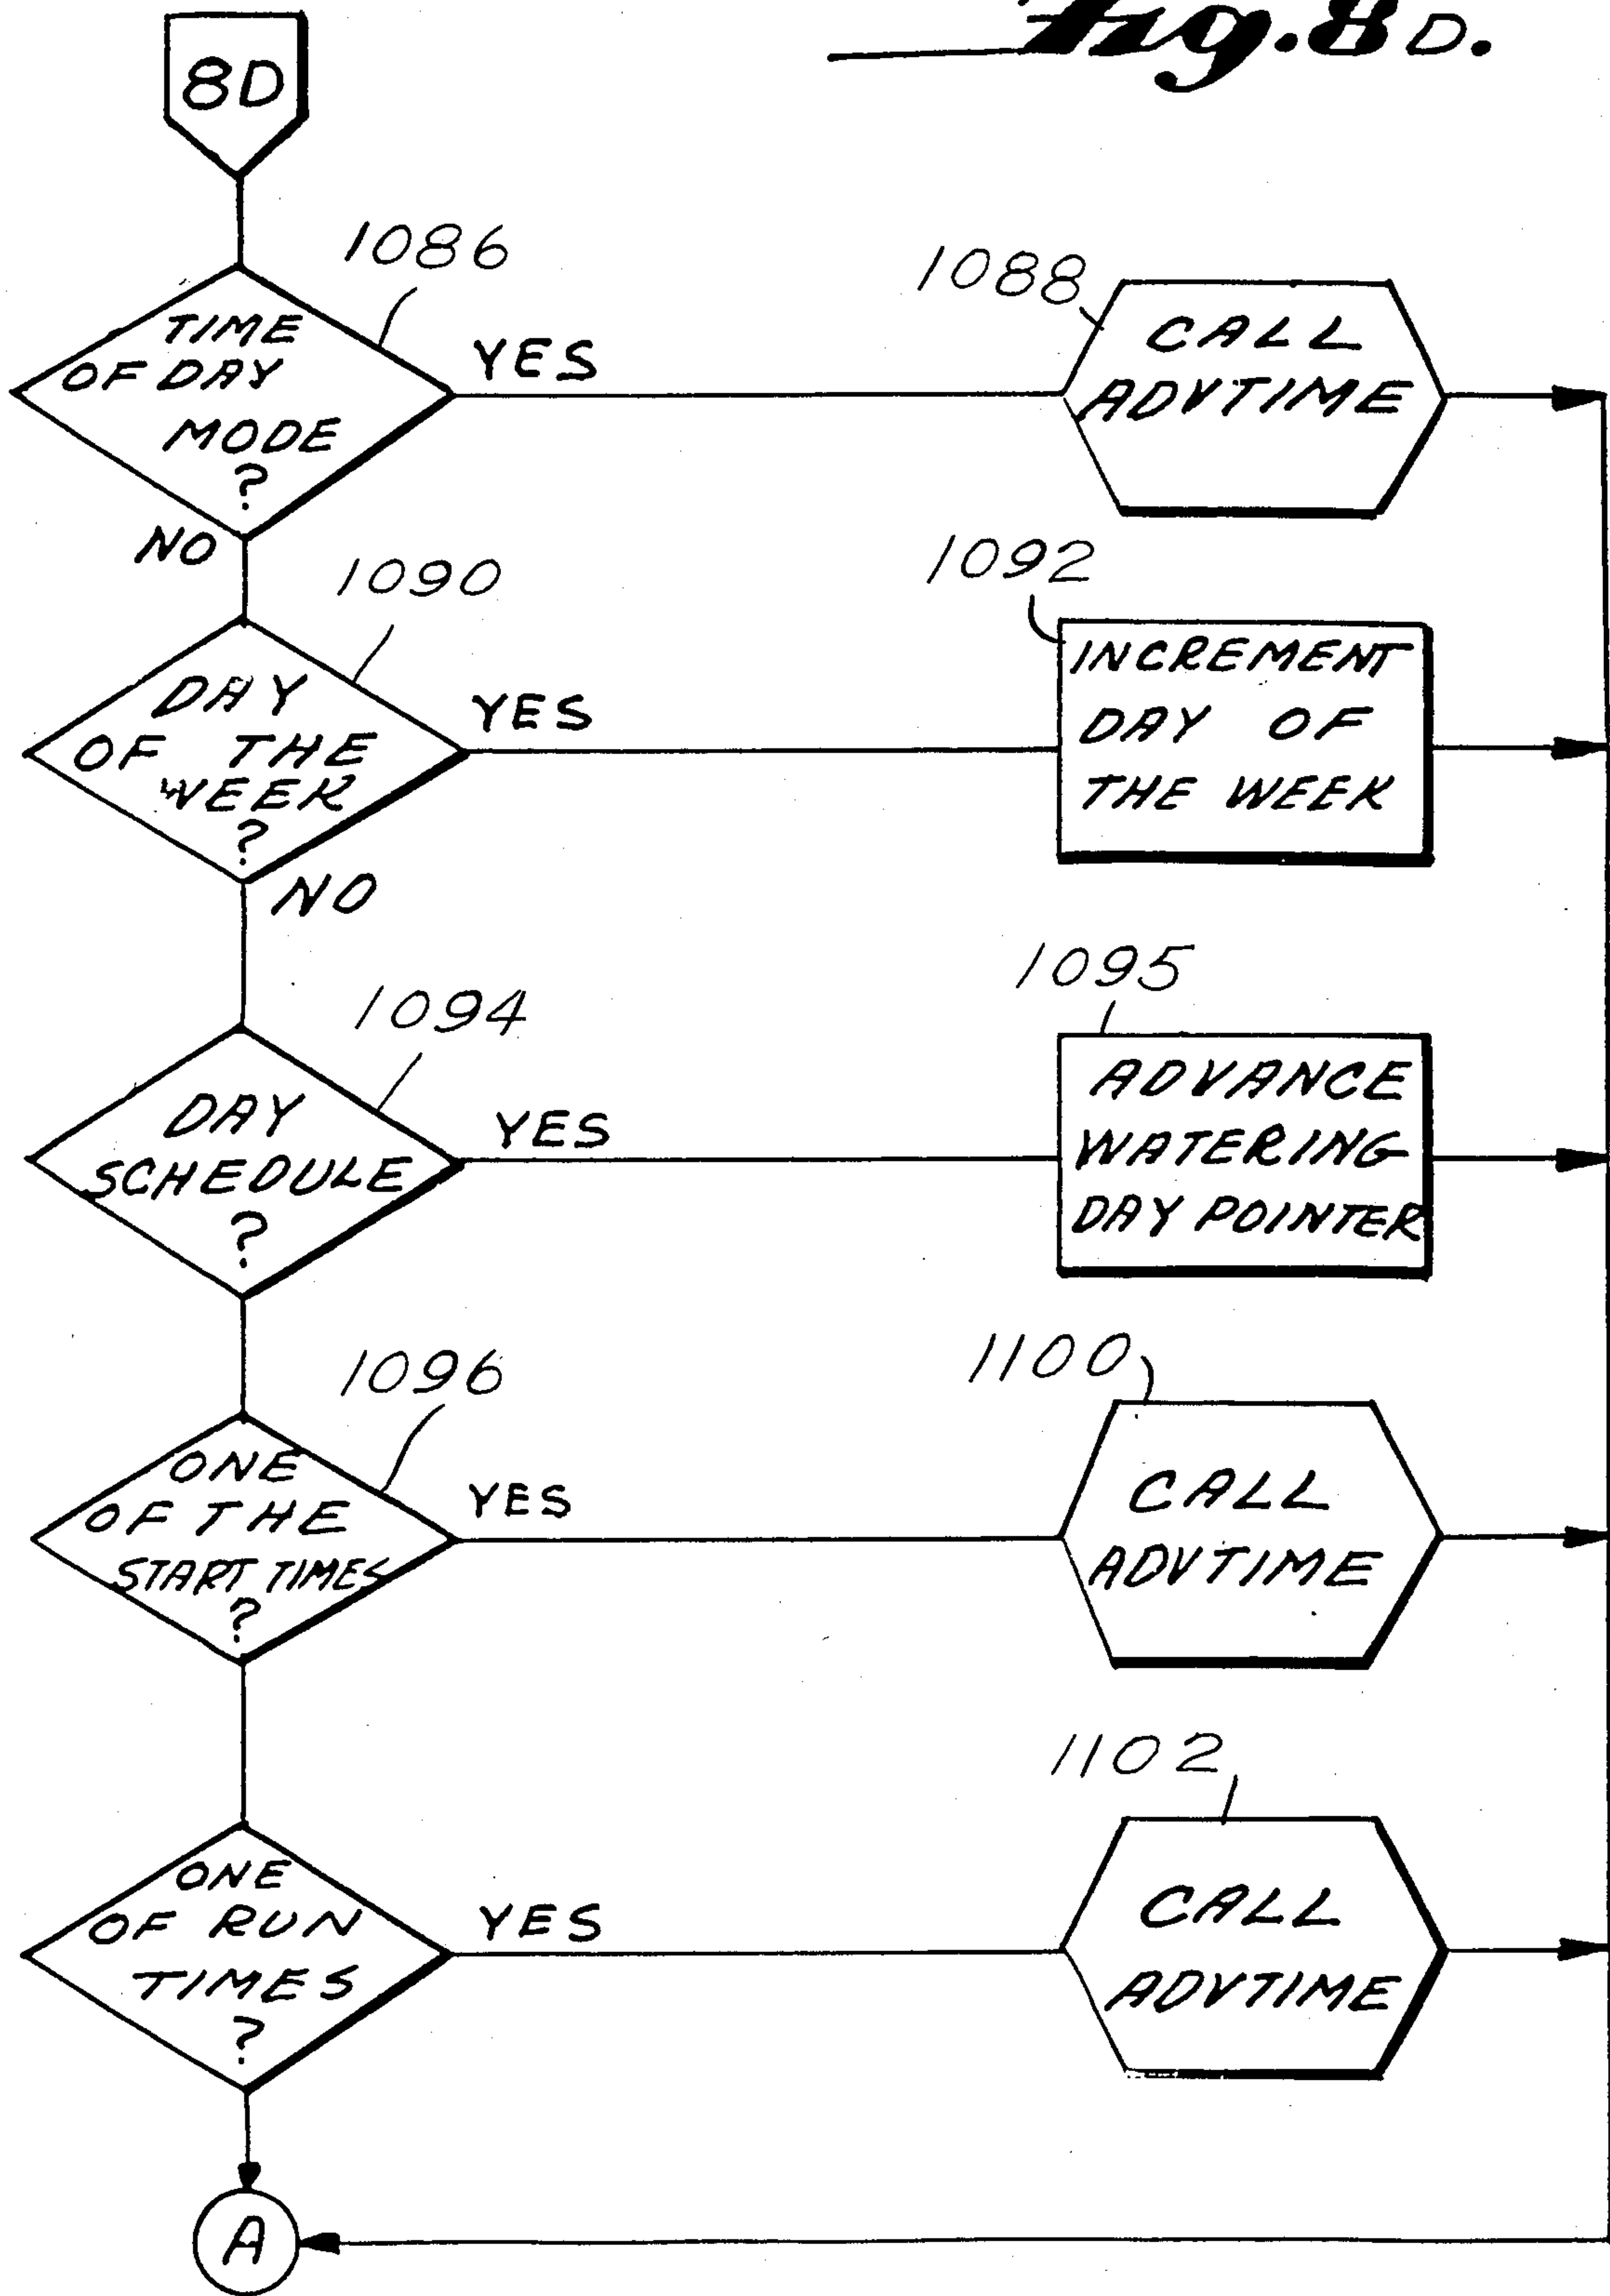 Fig. 8D.
8D
1086
TIME
OF DAY
MODE
?
YES
1088
CALL
ADVTIME
NO
1090
DAY
OF THE
WEEK
?
YES
1092
INCREMENT
DAY OF
THE WEEK
NO
1094
DAY
SCHEDULE
?
YES
1095
ADVANCE
WATERING
DAY POINTER
1096
ONE
OF THE
START TIMES
?
YES
1100
CALL
ADVTIME
ONE
OF RUN
TIMES
?
YES
1102
CALL
ADVTIME
A